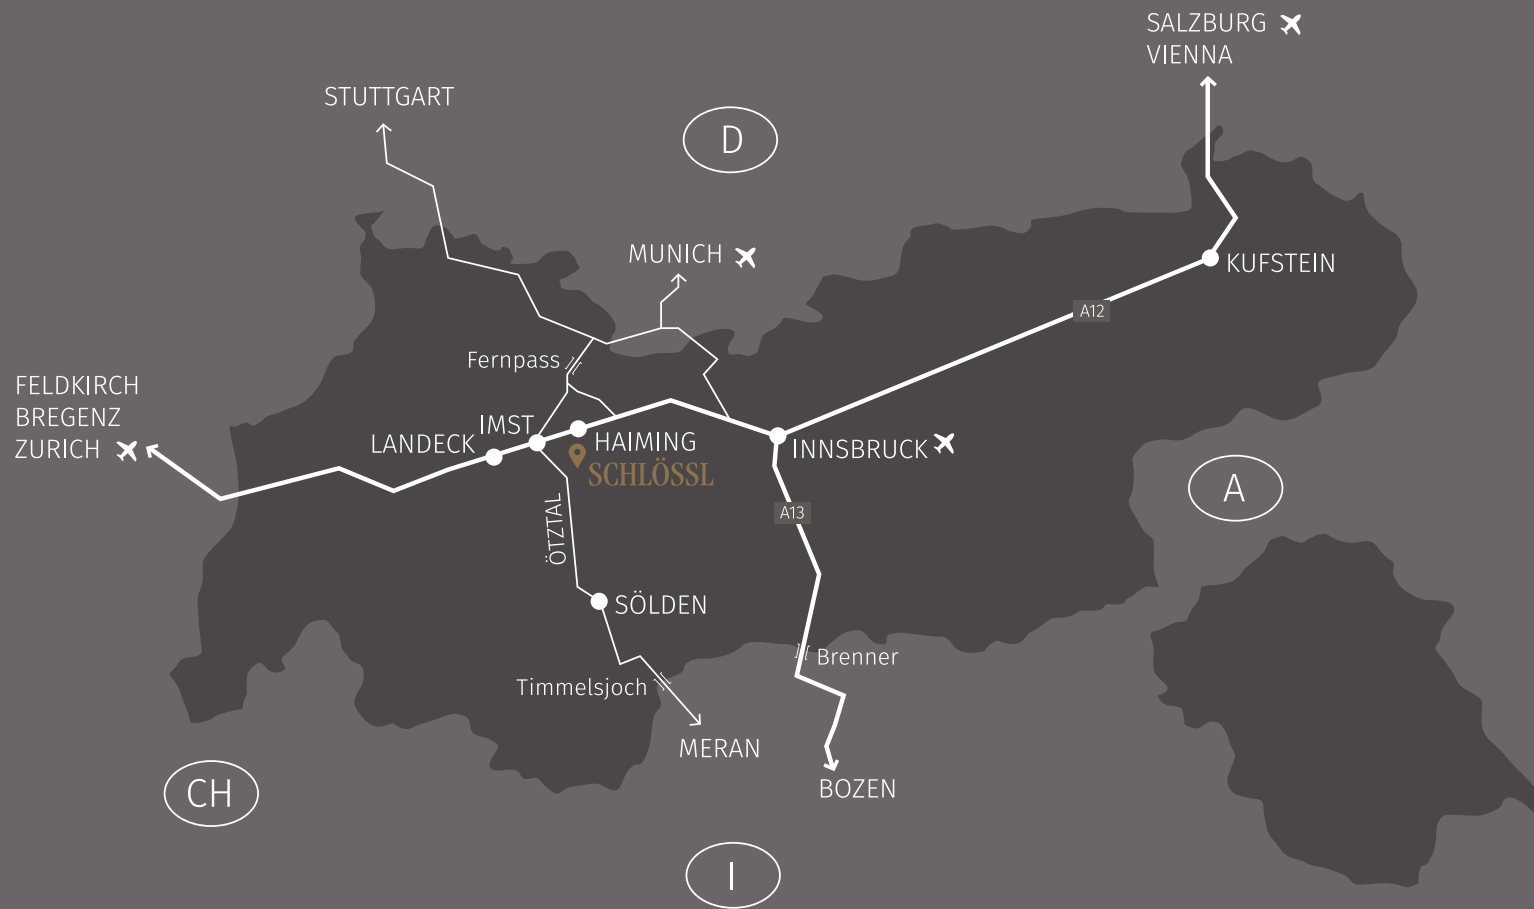 SALZBURG
VIENNA
STUTTGART
D
MUNICH
KUFSTEIN
A12
Fernpass
FELDKIRCH
BREGENZ
ZURICH
IMST
LANDECK
HAIMING
SCHLÖSSL
INNSBRUCK
A
A13
ÖTZTAL
SÖLDEN
Brenner
Timmelsjoch
MERAN
BOZEN
CH
I